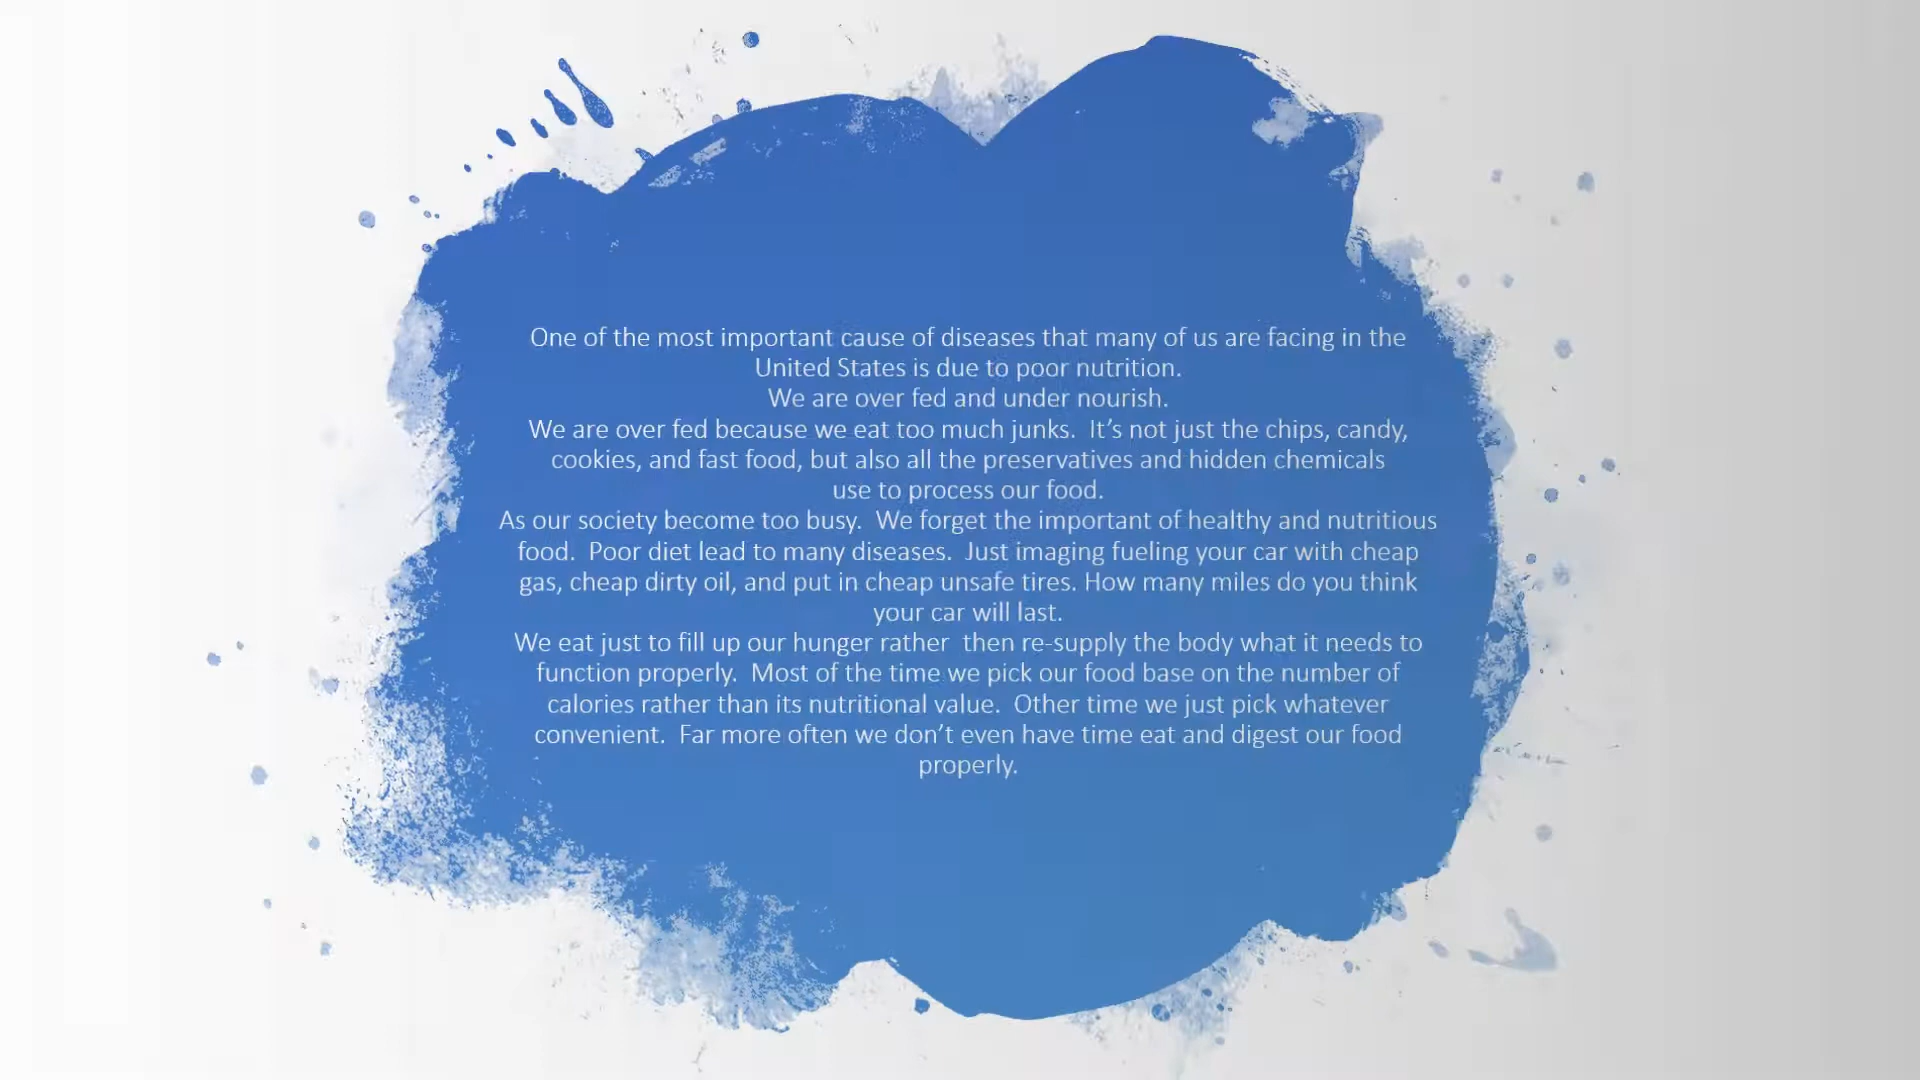 One of the most important cause of diseases that many of us are facing in the
United States is due to poor nutrition.
We are over fed and under nourish.
We are over fed because we eat too much junks.  It’s not just the chips, candy,
cookies, and fast food, but also all the preservatives and hidden chemicals
use to process our food.
As our society become too busy.  We forget the important of healthy and nutritious
food.  Poor diet lead to many diseases.  Just imaging fueling your car with cheap
gas, cheap dirty oil, and put in cheap unsafe tires. How many miles do you think
your car will last.
We eat just to fill up our hunger rather  then re-supply the body what it needs to
function properly.  Most of the time we pick our food base on the number of
calories rather than its nutritional value.  Other time we just pick whatever
convenient.  Far more often we don’t even have time eat and digest our food
properly.